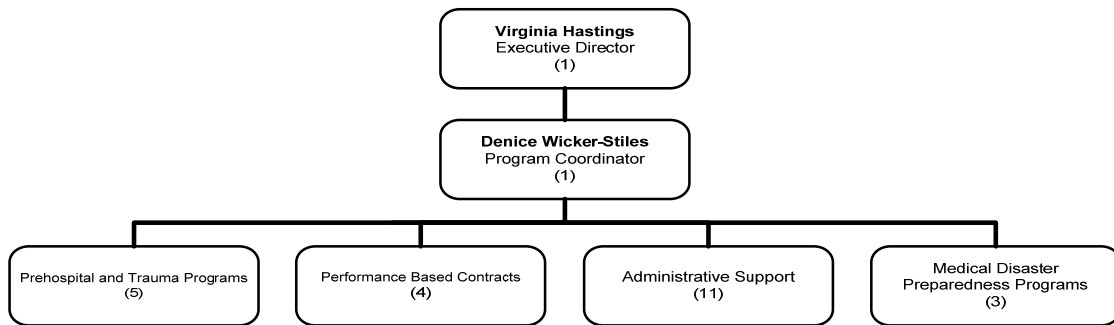 Virginia Hastings
Executive Director
(1)
Denice Wicker-Stiles
Program Coordinator
(1)
Prehospital and Trauma Programs
(5)
Performance Based Contracts
(4)
Administrative Support
(11)
Medical Disaster
Preparedness Programs
(3)